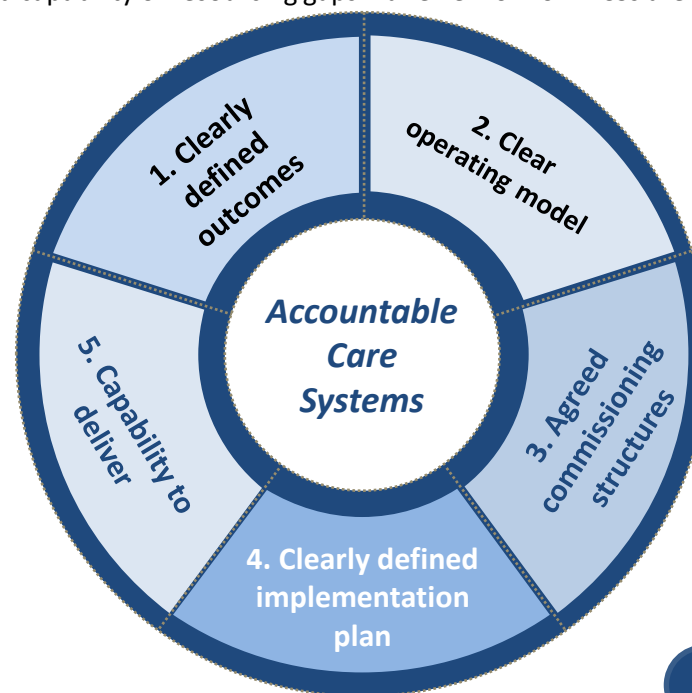 1. Clearly
defined
outcomes
2. Clear
operating model
3. Agreed
commissioning
structures
4. Clearly defined
implementation
plan
5. Capability to
deliver
Accountable
Care
Systems